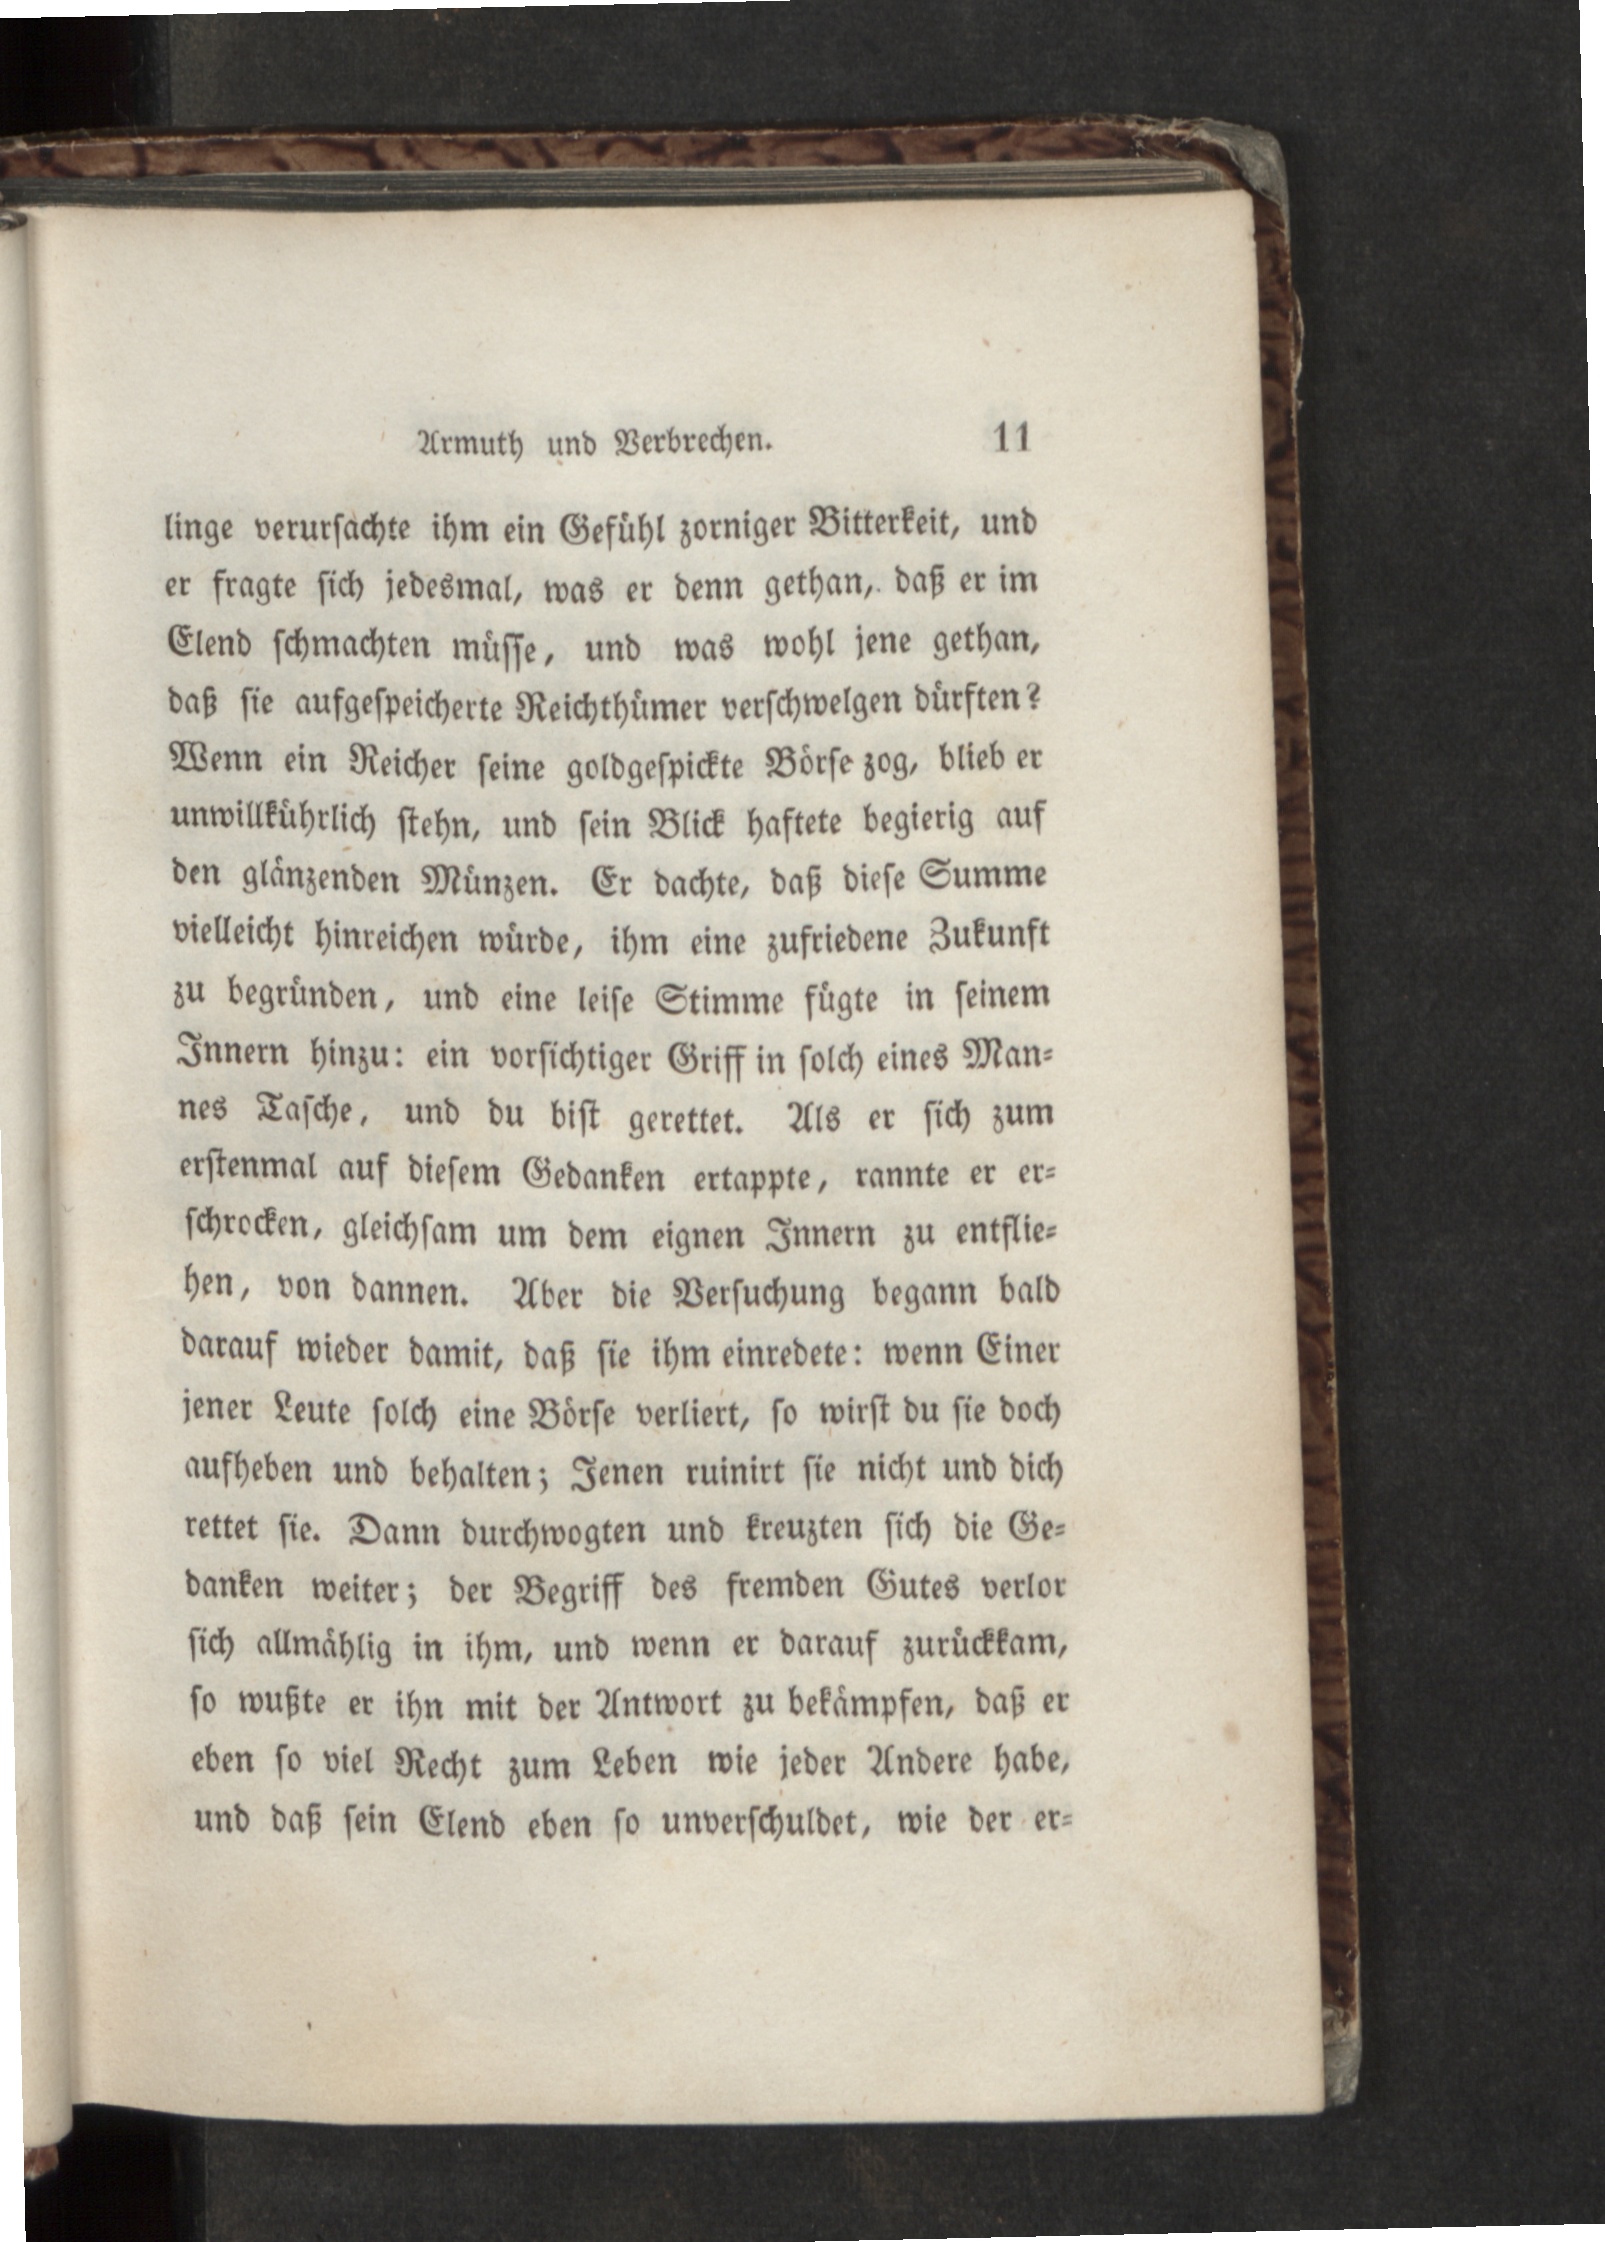 Armuth und Verbrechen. 11
linge verurſachte ihm ein Gefühl zorniger Bitterkeit, und
er fragte ſich jedesmal, was er denn gethan, daß er im
Elend ſchmachten müſſe, und was wohl jene gethan,
daß ſie aufgeſpeicherte Reichthümer verſchwelgen dürften?
Wenn ein Reicher ſeine goldgeſpickte Börſe zog, blieb er
unwillkührlich ſtehn, und ſein Blick haftete begierig auf
den glänzenden Münzen. Er dachte, daß dieſe Summe
vielleicht hinreichen würde, ihm eine zufriedene Zukunft
zu begründen, und eine leiſe Stimme fügte in ſeinem
Innern hinzu: ein vorſichtiger Griff in ſolch eines Man-
nes Taſche, und du biſt gerettet. Als er ſich zum
erſtenmal auf dieſem Gedanken ertappte, rannte er er-
ſchrocken, gleichſam um dem eignen Innern zu entflie-
hen, von dannen. Aber die Verſuchung begann bald
darauf wieder damit, daß ſie ihm einredete: wenn Einer
jener Leute ſolch eine Börſe verliert, ſo wirſt du ſie doch
aufheben und behalten; Jenen ruinirt ſie nicht und dich
rettet ſie. Dann durchwogten und kreuzten ſich die Ge-
danken weiter; der Begriff des fremden Gutes verlor
ſich allmählig in ihm, und wenn er darauf zurückkam,
ſo wußte er ihn mit der Antwort zu bekämpfen, daß er
eben ſo viel Recht zum Leben wie jeder Andere habe,
und daß ſein Elend eben ſo unverſchuldet, wie der er-